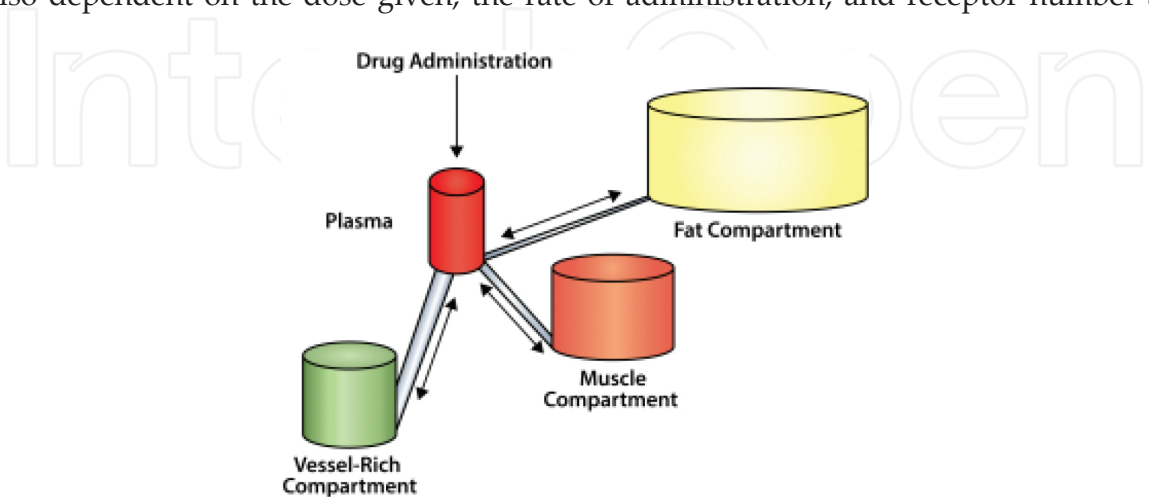 also dependent on the dose given, the rate of administration, and receptor number
Drug Administration
Plasma
Fat Compartment
Muscle
Compartment
Vessel-Rich
Compartment